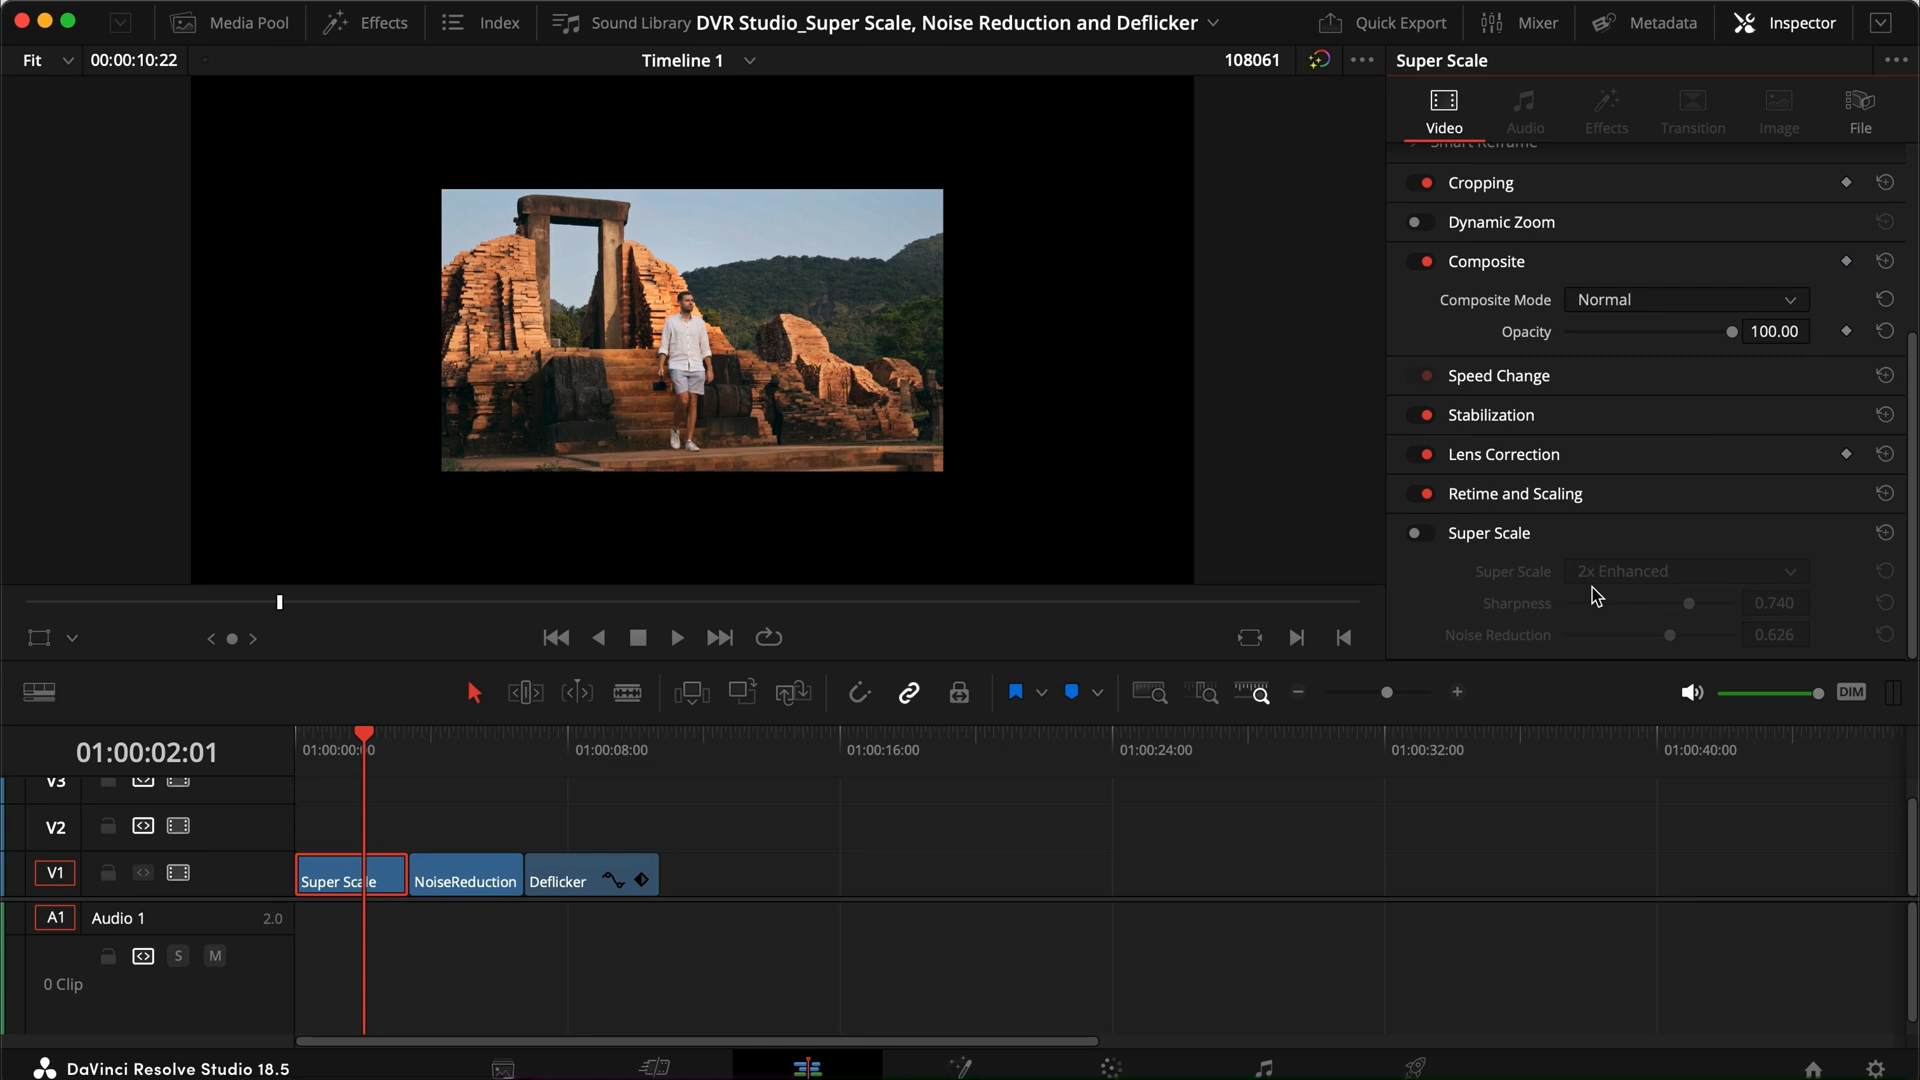 Media Pool
Effects
Index
Sound Library
DVR Studio_Super Scale, Noise Reduction and Deflicker
Quick Export
Mixer
Metadata
Inspector
Fit
00:00:10:22
Timeline 1
108061
Super Scale
Video
Audio
Effects
Transition
Image
File
Smart Reframe
Cropping
Dynamic Zoom
Composite
Composite Mode Normal
Opacity 100.00
Speed Change
Stabilization
Lens Correction
Retime and Scaling
Super Scale
Super Scale 2x Enhanced
Sharpness 0.740
Noise Reduction 0.626
DIM
01:00:02:01
01:00:00:00
01:00:08:00
01:00:16:00
01:00:24:00
01:00:32:00
01:00:40:00
V3
V2
V1
Super Scale
NoiseReduction
Deflicker
A1 Audio 1 2.0
S M
0 Clip
DaVinci Resolve Studio 18.5